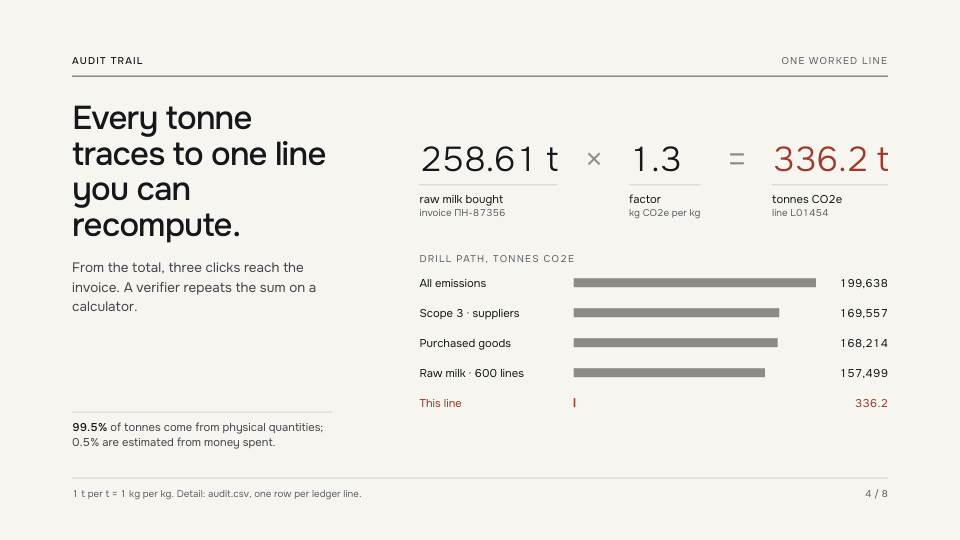 AUDIT TRAIL
ONE WORKED LINE
Every tonne
traces to one line
you can
recompute.
From the total, three clicks reach the
invoice. A verifier repeats the sum on a
calculator.
99.5% of tonnes come from physical quantities;
0.5% are estimated from money spent.
258.61 t × 1.3 = 336.2 t
raw milk bought
invoice ПН-87356
factor
kg CO2e per kg
tonnes CO2e
line L01454
DRILL PATH, TONNES CO2E
All emissions 199,638
Scope 3 · suppliers 169,557
Purchased goods 168,214
Raw milk · 600 lines 157,499
This line 336.2
1 t per t = 1 kg per kg. Detail: audit.csv, one row per ledger line.
4 / 8